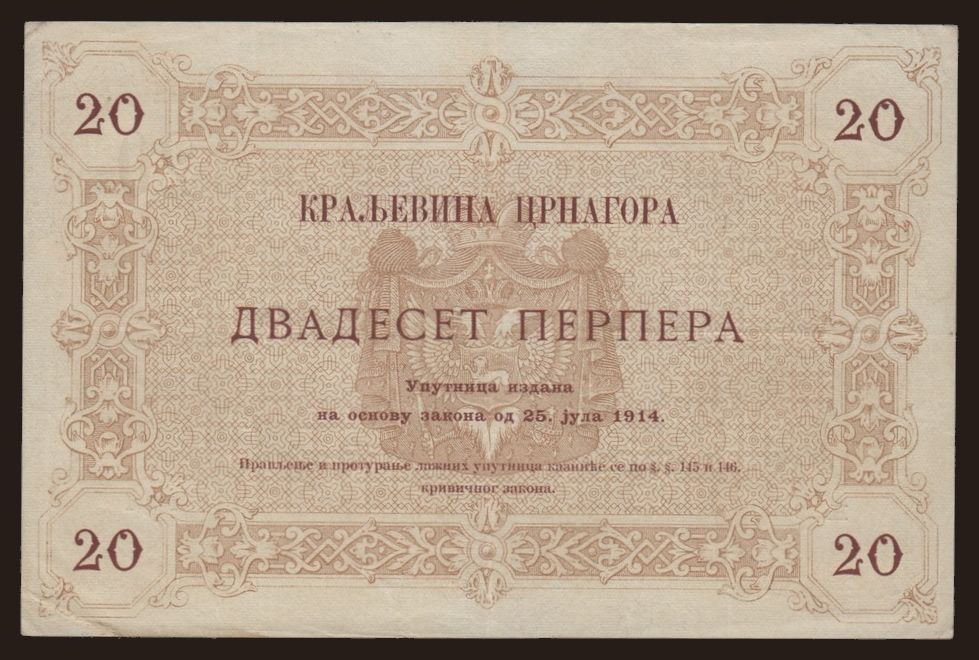 20 20
КРАЉЕВИНА ЦРНАГОРА
ДВАДЕСЕТ ПЕРПЕРА
Упутница издана
на основу закона од 25. јула 1914.
Прављење и протурање лажних упутница казниће се по §. §. 145 и 146.
кривичног закона.
20 20